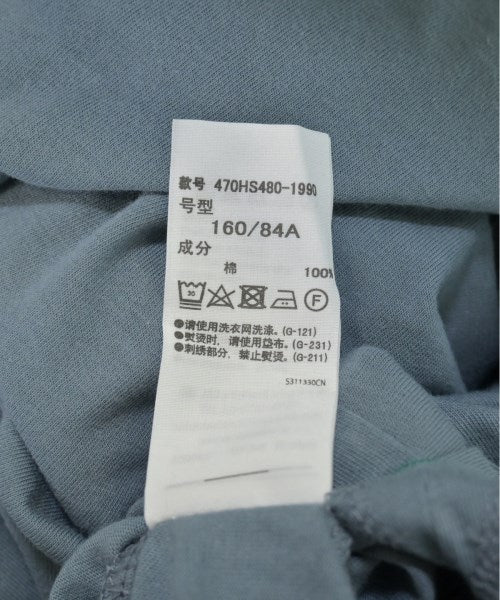 款号 470HS480-1990
号型
160/84A
成分
棉 100%
30 F
●请使用洗衣网洗涤。(G-121)
●熨烫时，请使用垫布。(G-231)
●刺绣部分，禁止熨烫。(G-211)
S311330CN